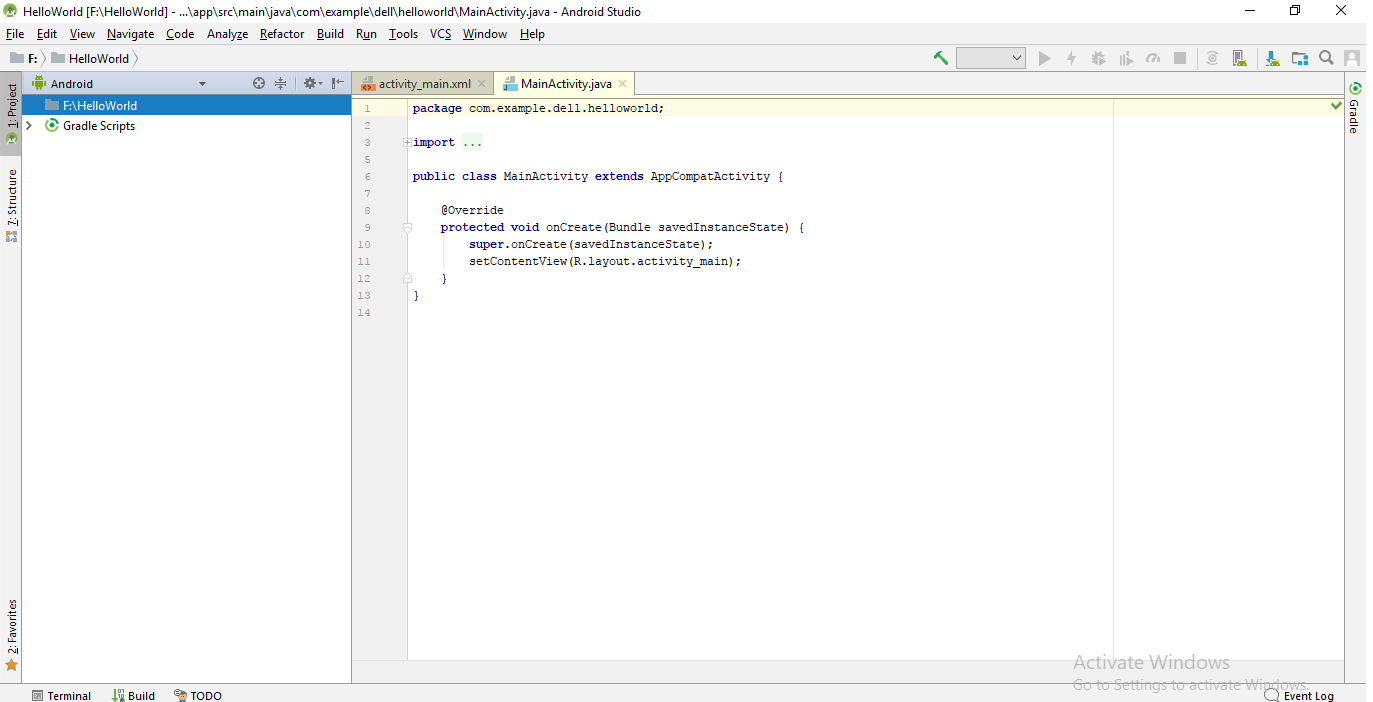 HelloWorld [F:\HelloWorld] - ...\app\src\main\java\com\example\dell\helloworld\MainActivity.java - Android Studio
File Edit View Navigate Code Analyze Refactor Build Run Tools VCS Window Help
F: HelloWorld
1: Project
7: Structure
2: Favorites
Android
F:\HelloWorld
Gradle Scripts
activity_main.xml MainActivity.java
1 package com.example.dell.helloworld;
2
3 import ...
5
6 public class MainActivity extends AppCompatActivity {
7
8 @Override
9 protected void onCreate(Bundle savedInstanceState) {
10 super.onCreate(savedInstanceState);
11 setContentView(R.layout.activity_main);
12 }
13 }
14
Gradle
Activate Windows
Go to Settings to activate Windows.
Terminal Build TODO Event Log